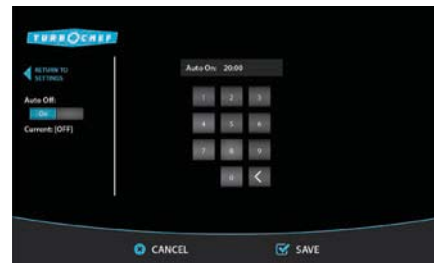 TURBOCHEF
RETURN TO
SETTINGS
Auto Off:
On
Current: [OFF]
Auto On: 20:00
1 2 3
4 5 6
7 8 9
0 <
CANCEL
SAVE